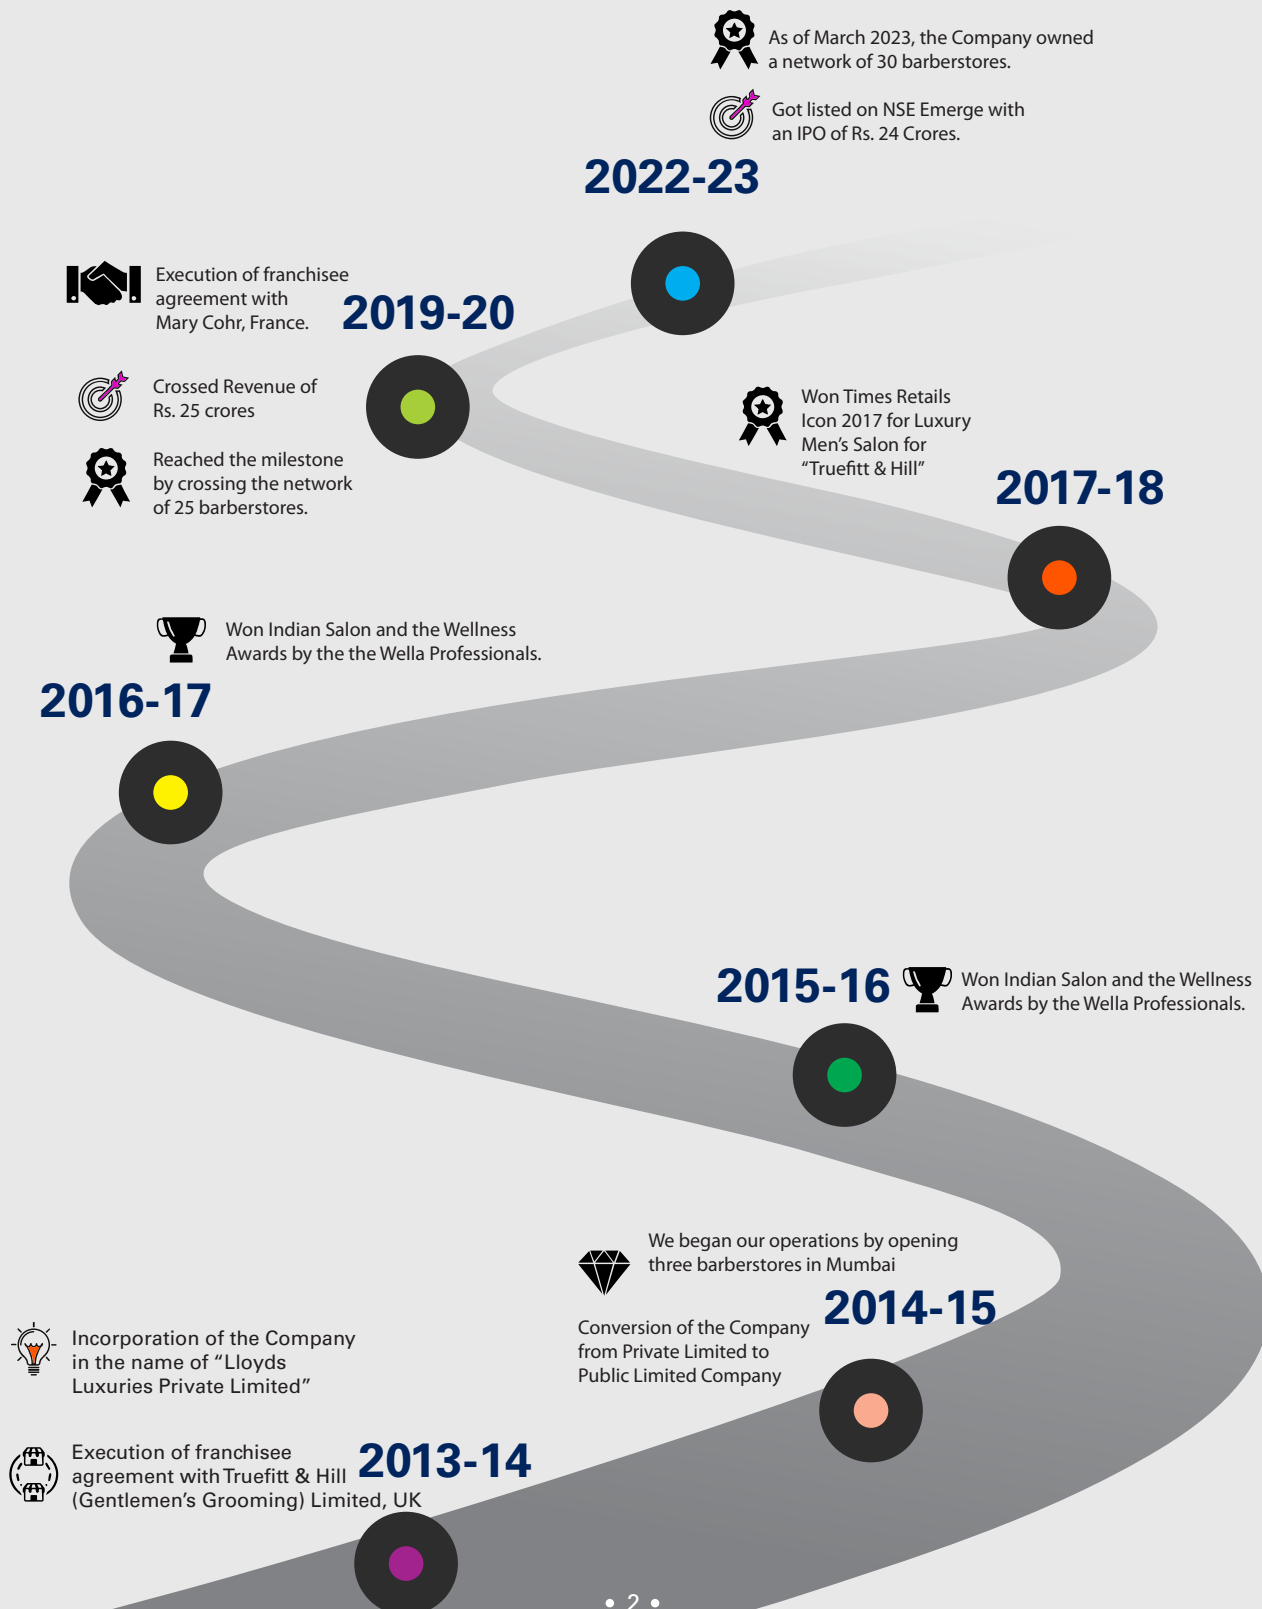 As of March 2023, the Company owned
a network of 30 barberstores.
Got listed on NSE Emerge with
an IPO of Rs. 24 Crores.
2022-23
Execution of franchisee
agreement with
Mary Cohr, France.
2019-20
Crossed Revenue of
Rs. 25 crores
Reached the milestone
by crossing the network
of 25 barberstores.
Won Times Retails
Icon 2017 for Luxury
Men’s Salon for
“Truefitt & Hill”
2017-18
Won Indian Salon and the Wellness
Awards by the the Wella Professionals.
2016-17
2015-16
Won Indian Salon and the Wellness
Awards by the Wella Professionals.
We began our operations by opening
three barberstores in Mumbai
2014-15
Conversion of the Company
from Private Limited to
Public Limited Company
Incorporation of the Company
in the name of “Lloyds
Luxuries Private Limited”
Execution of franchisee
agreement with Truefitt & Hill
(Gentlemen’s Grooming) Limited, UK
2013-14
• 2 •